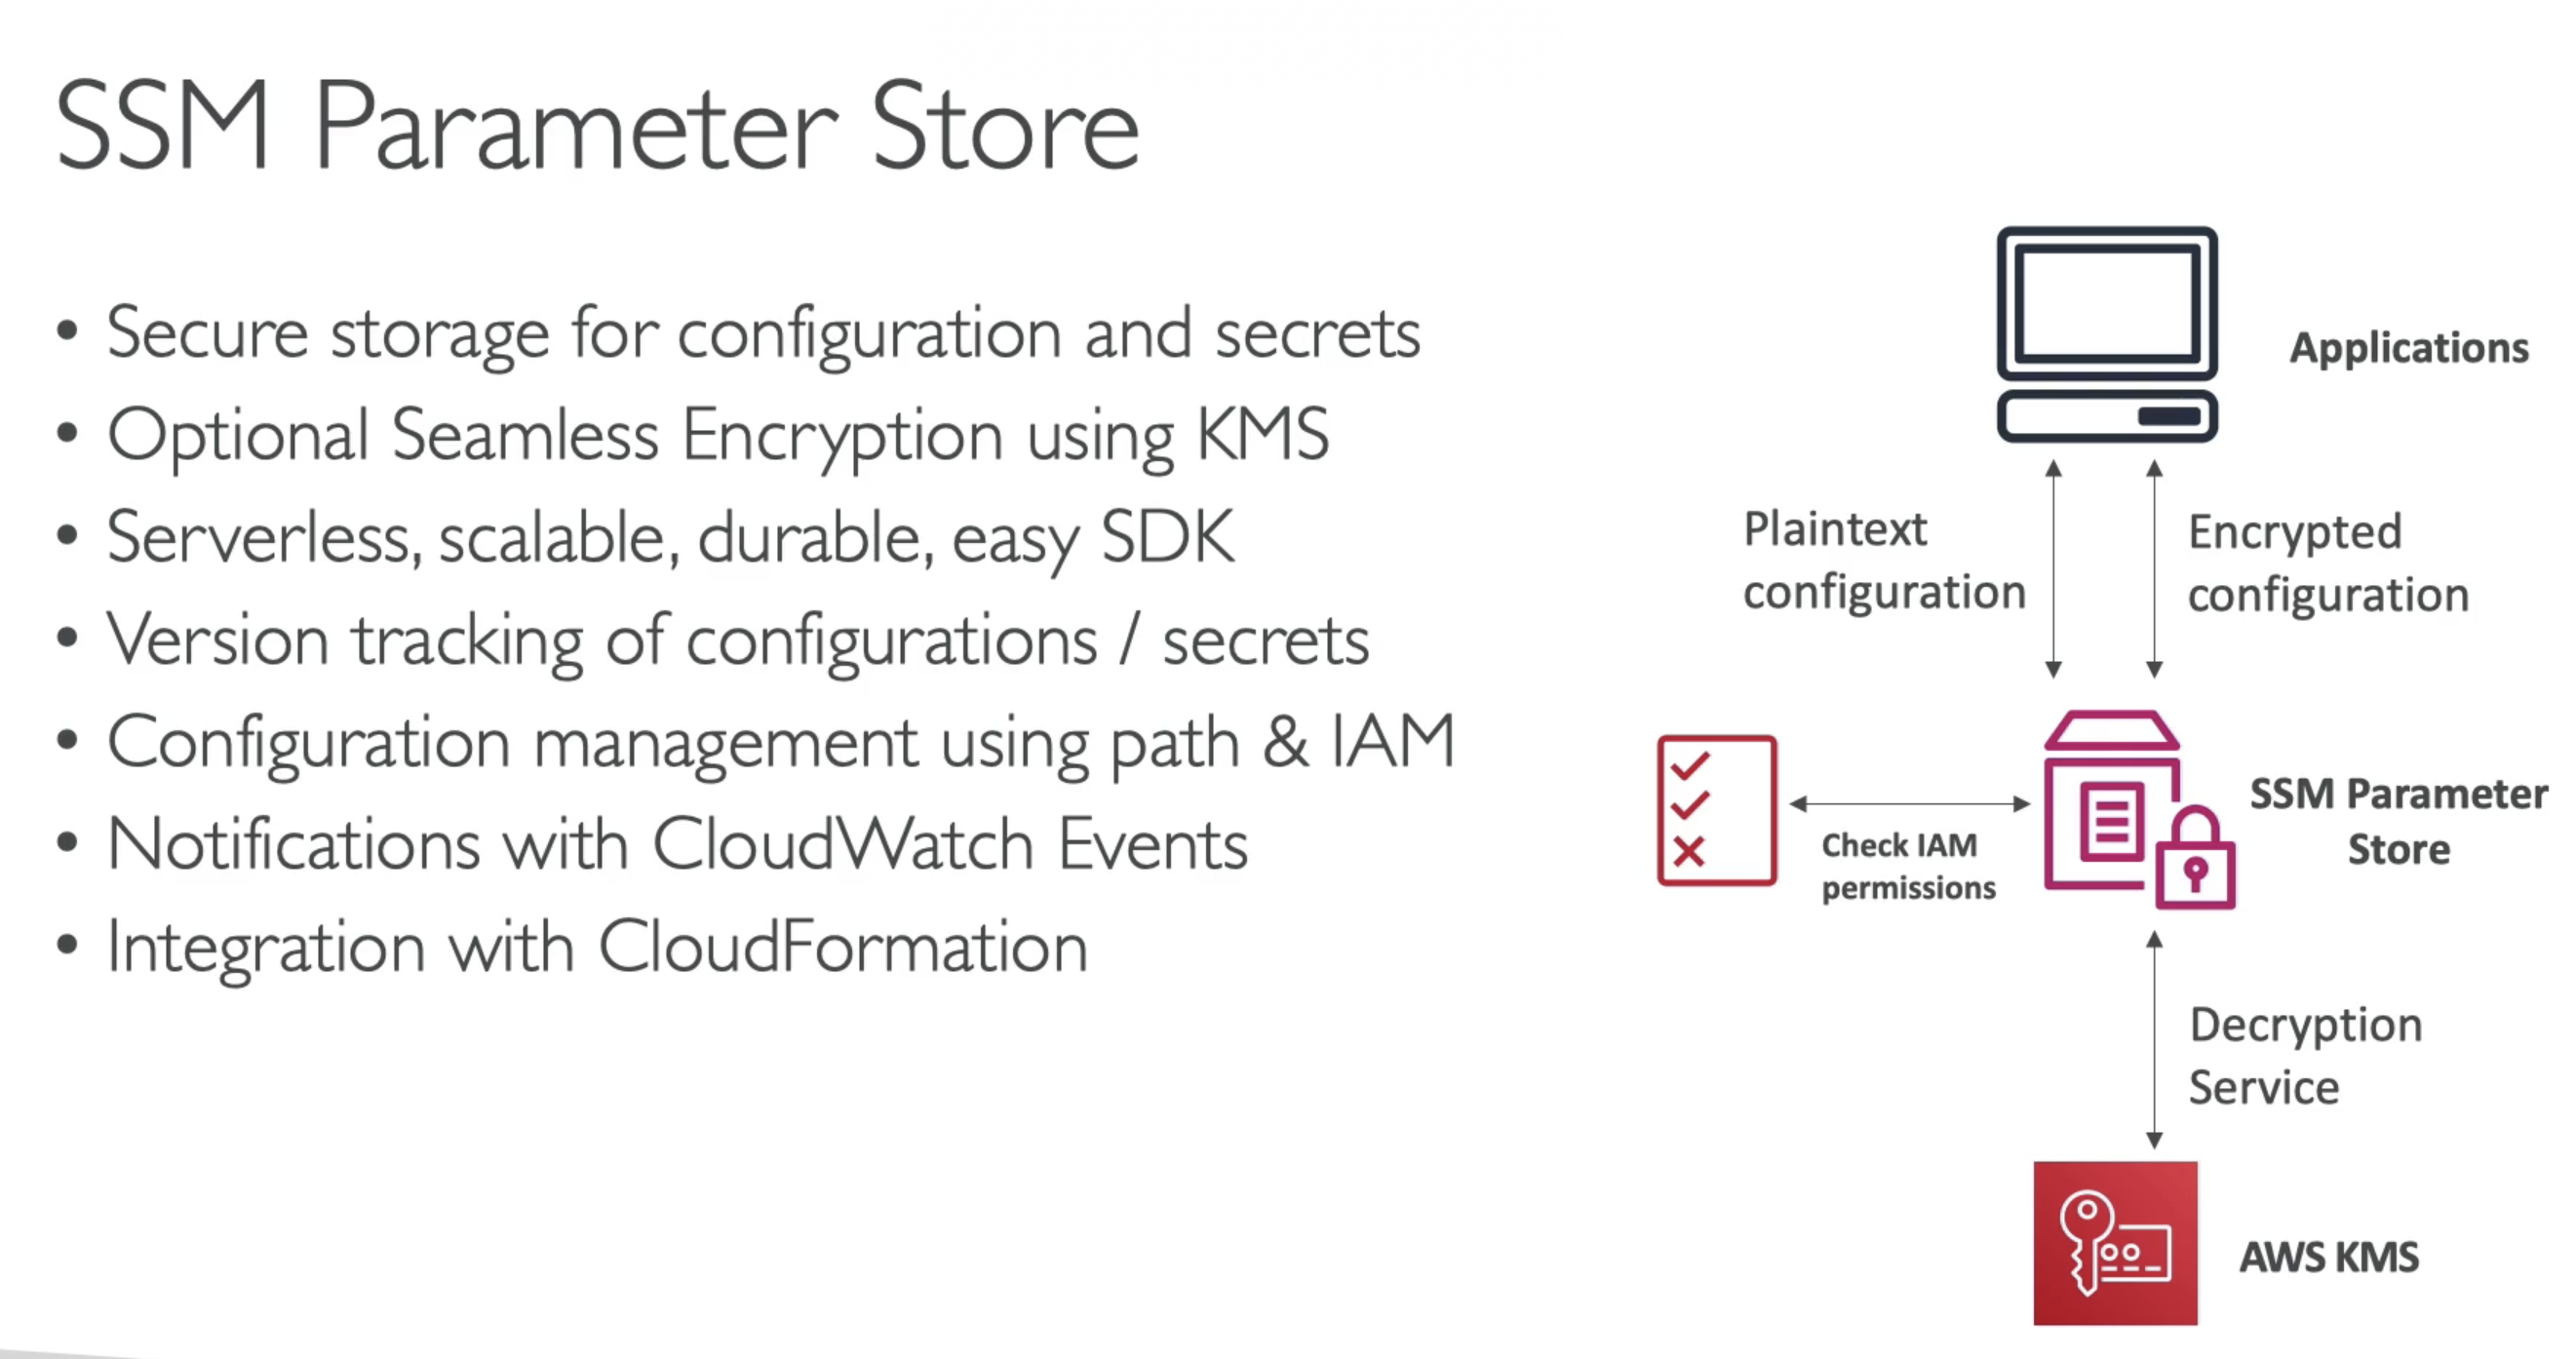 SSM Parameter Store
• Secure storage for configuration and secrets
• Optional Seamless Encryption using KMS
• Serverless, scalable, durable, easy SDK
• Version tracking of configurations / secrets
• Configuration management using path & IAM
• Notifications with CloudWatch Events
• Integration with CloudFormation
Applications
Plaintext
configuration
Encrypted
configuration
Check IAM
permissions
SSM Parameter
Store
Decryption
Service
AWS KMS